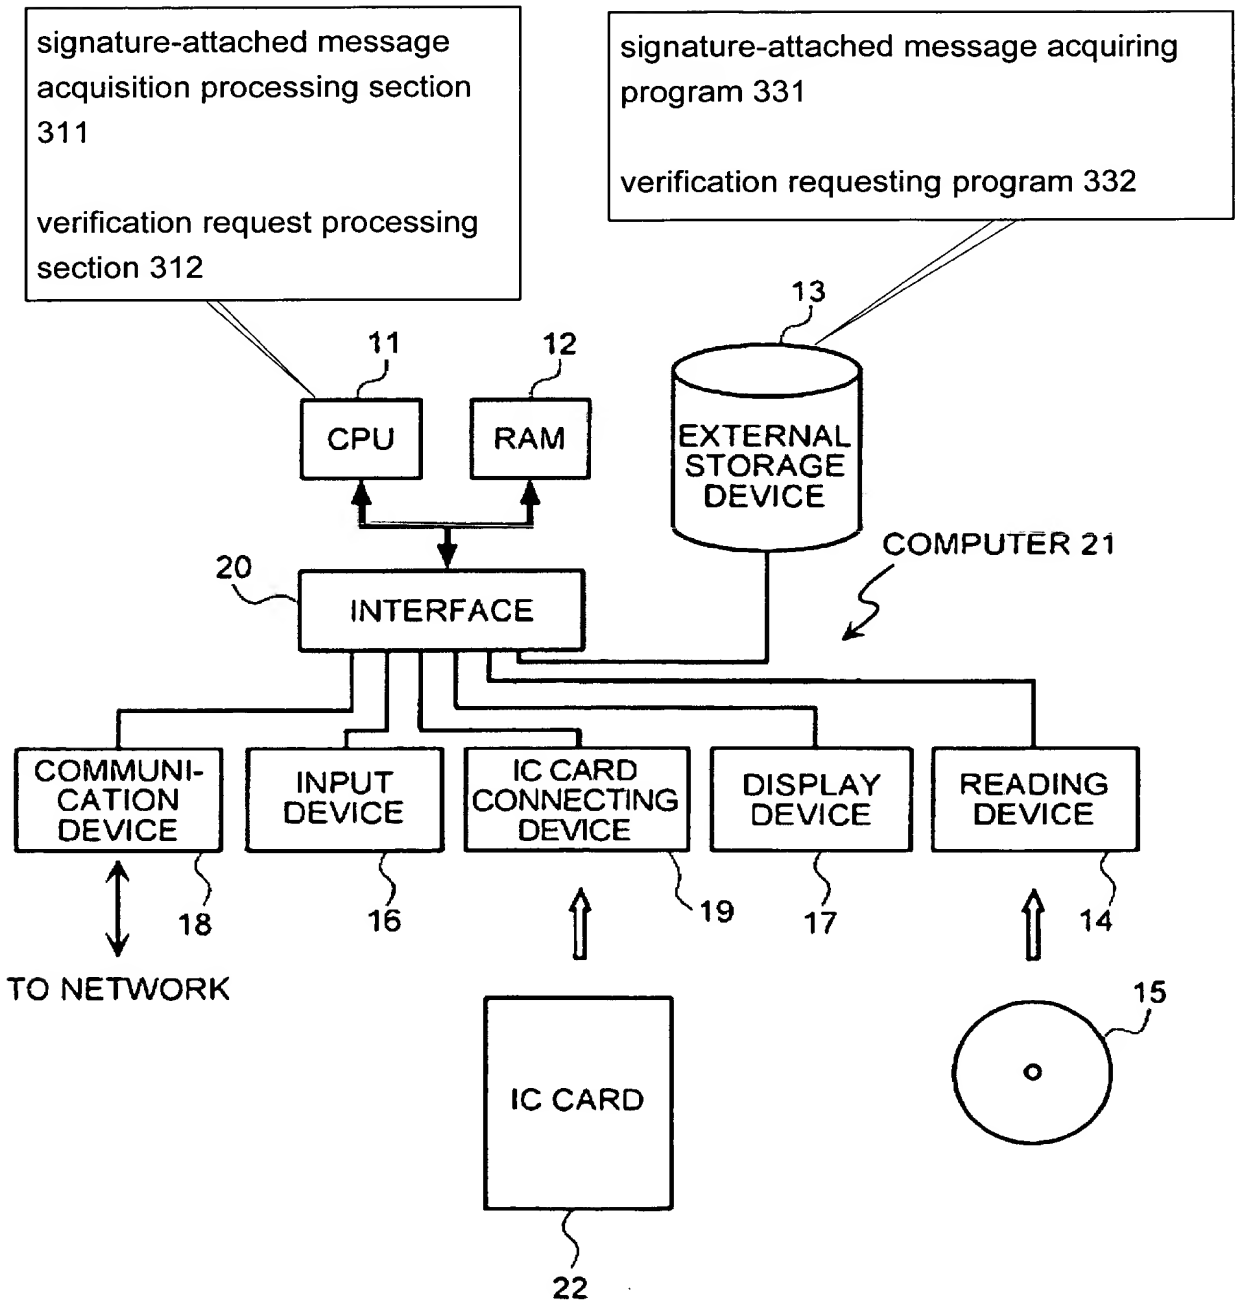 signature-attached message
acquisition processing section
311
verification request processing
section 312
signature-attached message acquiring
program 331
verification requesting program 332
13
11
12
CPU
RAM
EXTERNAL
STORAGE
DEVICE
COMPUTER 21
20
INTERFACE
COMMUNI-
CATION
DEVICE
INPUT
DEVICE
IC CARD
CONNECTING
DEVICE
DISPLAY
DEVICE
READING
DEVICE
18
16
19
17
14
TO NETWORK
15
IC CARD
22